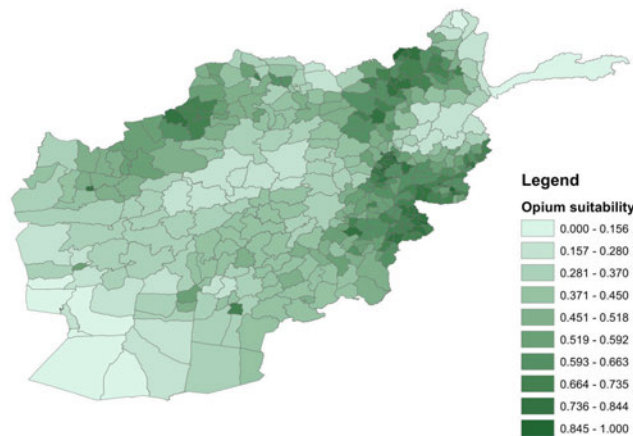 Legend
Opium suitability
0.000 - 0.156
0.157 - 0.280
0.281 - 0.370
0.371 - 0.450
0.451 - 0.518
0.519 - 0.592
0.593 - 0.663
0.664 - 0.735
0.736 - 0.844
0.845 - 1.000